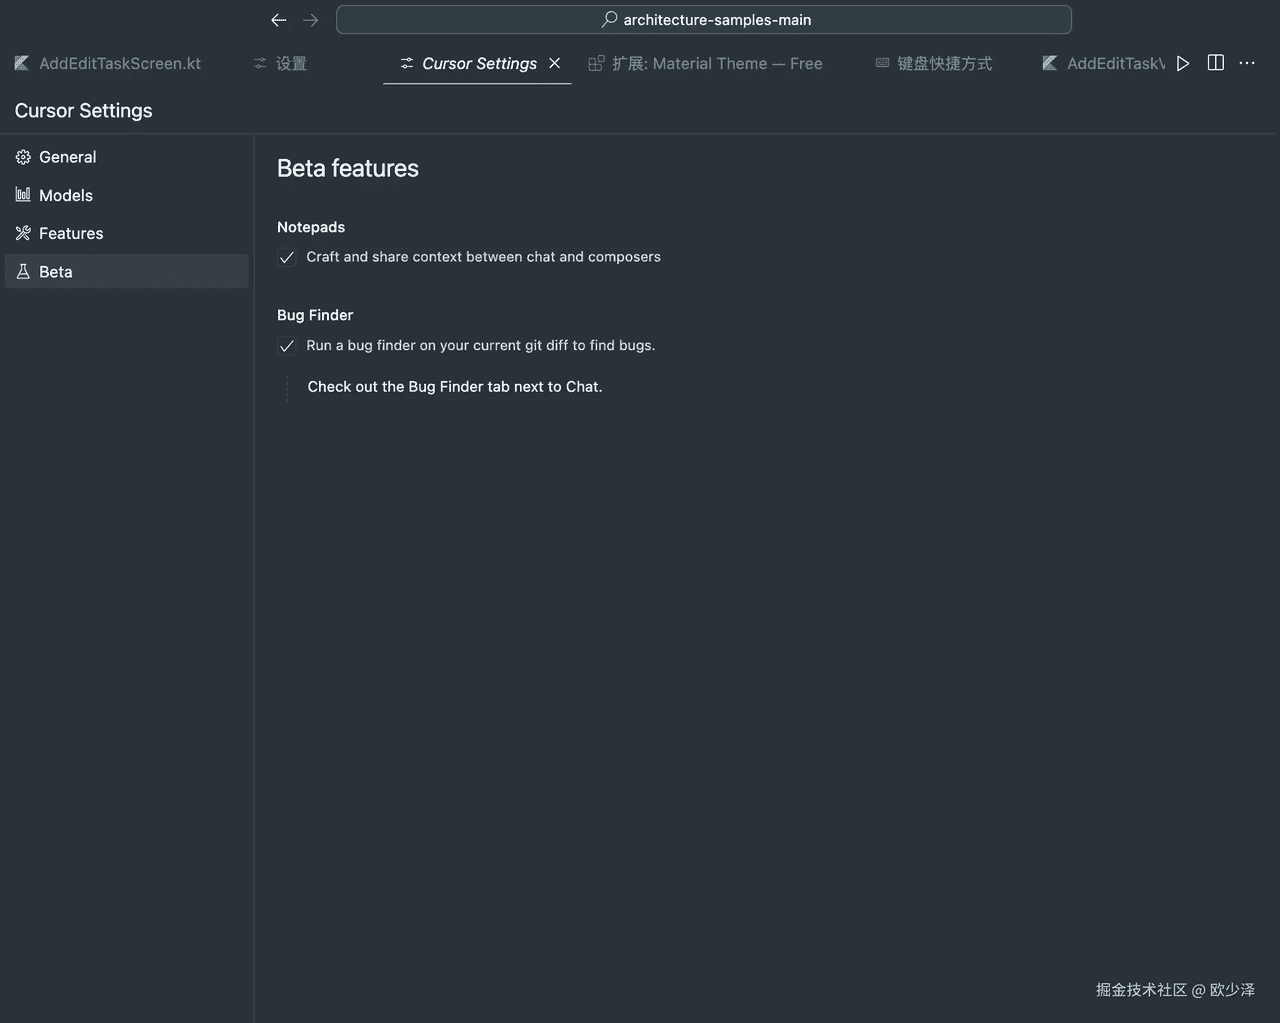 architecture-samples-main
AddEditTaskScreen.kt
设置
Cursor Settings
扩展: Material Theme — Free
键盘快捷方式
AddEditTaskV
Cursor Settings
General
Models
Features
Beta
Beta features
Notepads
Craft and share context between chat and composers
Bug Finder
Run a bug finder on your current git diff to find bugs.
Check out the Bug Finder tab next to Chat.
掘金技术社区 @ 欧少泽